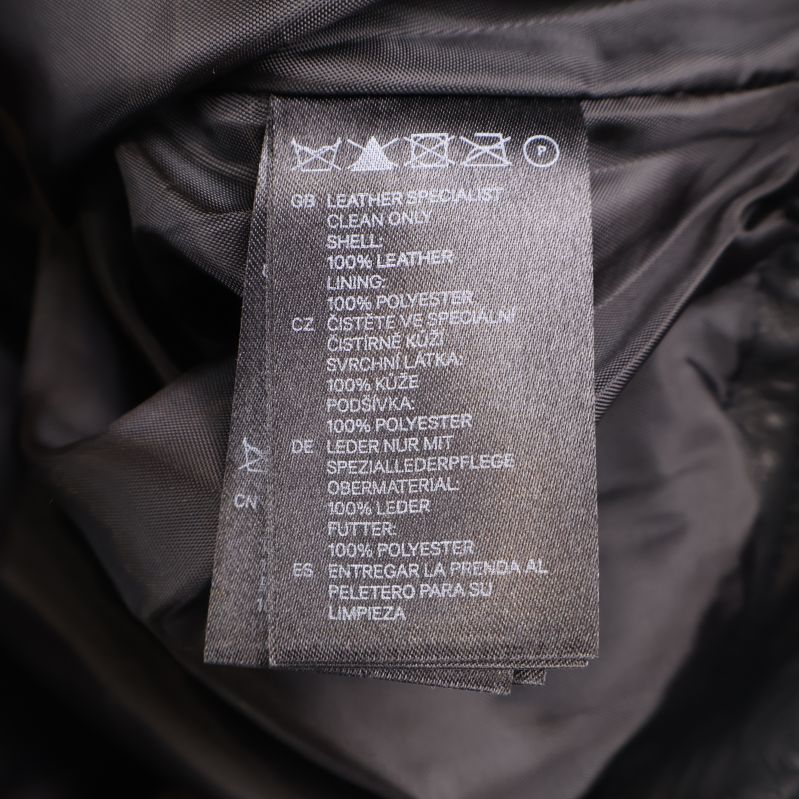 P
GB LEATHER SPECIALIST
CLEAN ONLY
SHELL:
100% LEATHER
LINING:
100% POLYESTER
CZ ČISTĚTE VE SPECIÁLNÍ
ČISTÍRNĚ KŮŽÍ
SVRCHNÍ LÁTKA:
100% KŮŽE
PODŠÍVKA:
100% POLYESTER
DE LEDER NUR MIT
SPEZIALLEDERPFLEGE
OBERMATERIAL:
100% LEDER
FUTTER:
100% POLYESTER
ES ENTREGAR LA PRENDA AL
PELETERO PARA SU
LIMPIEZA
CN